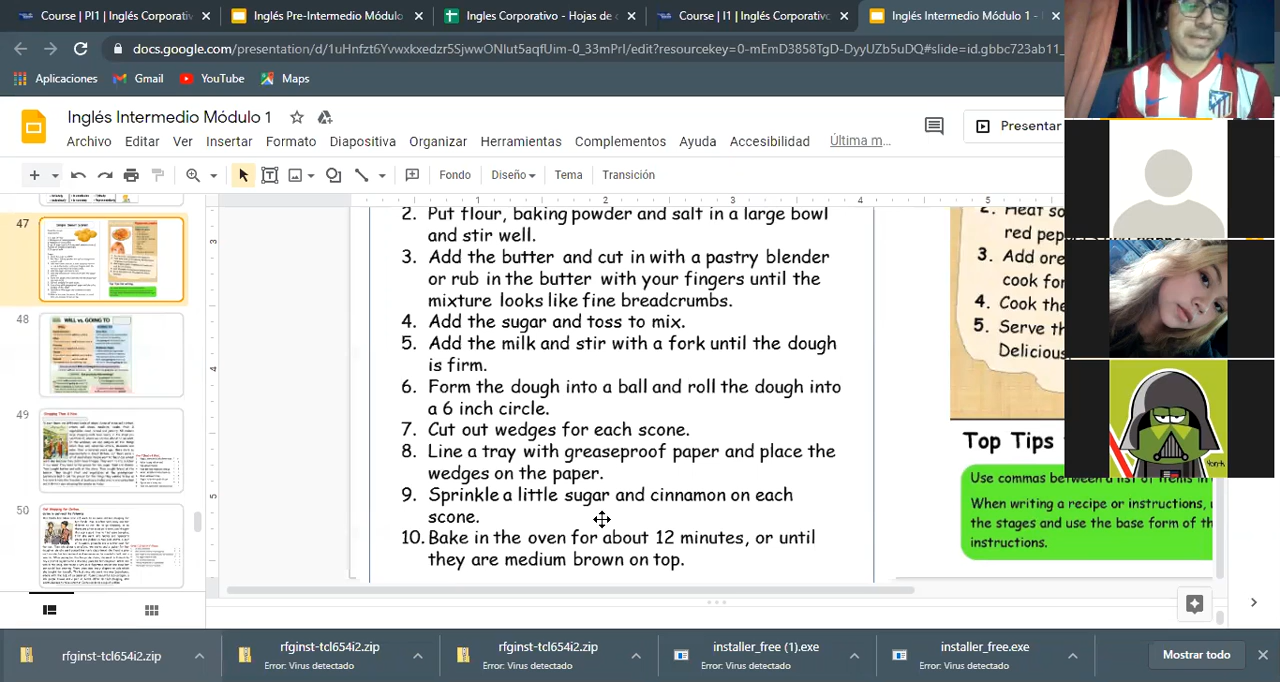 Course | PI1 | Inglés Corporativ
Inglés Pre-Intermedio Módulo
Ingles Corporativo - Hojas de
Course | I1 | Inglés Corporativo
Inglés Intermedio Módulo 1 -
docs.google.com/presentation/d/1uHnfzt6Yvwxkxedzr5SjwwONIut5aqfUim-0_33mPrI/edit?resourcekey=0-mEmD3858TgD-DyyUZb5uDQ#slide=id.gbbc723ab11_
Aplicaciones
Gmail
YouTube
Maps
Inglés Intermedio Módulo 1
Archivo Editar Ver Insertar Formato Diapositiva Organizar Herramientas Complementos Ayuda Accesibilidad Última m...
Presentar
Fondo Diseño Tema Transición
47
WILL vs. GOING TO
48
49
50
2. Put flour, baking powder and salt in a large bowl
and stir well.
3. Add the butter and cut in with a pastry blender
or rub in the butter with your fingers until the
mixture looks like fine breadcrumbs.
4. Add the sugar and toss to mix.
5. Add the milk and stir with a fork until the dough
is firm.
6. Form the dough into a ball and roll the dough into
a 6 inch circle.
7. Cut out wedges for each scone.
8. Line a tray with greaseproof paper and place the
wedges on the paper.
9. Sprinkle a little sugar and cinnamon on each
scone.
10. Bake in the oven for about 12 minutes, or until
they are medium brown on top.
2. Heat so
red pep
3. Add ore
cook for
4. Cook the
5. Serve th
Delicious
Top Tips
Use commas between a list of items in
When writing a recipe or instructions,
the stages and use the base form of th
instructions.
rfginst-tcl654i2.zip
rfginst-tcl654i2.zip
Error: Virus detectado
rfginst-tcl654i2.zip
Error: Virus detectado
installer_free (1).exe
Error: Virus detectado
installer_free.exe
Error: Virus detectado
Mostrar todo